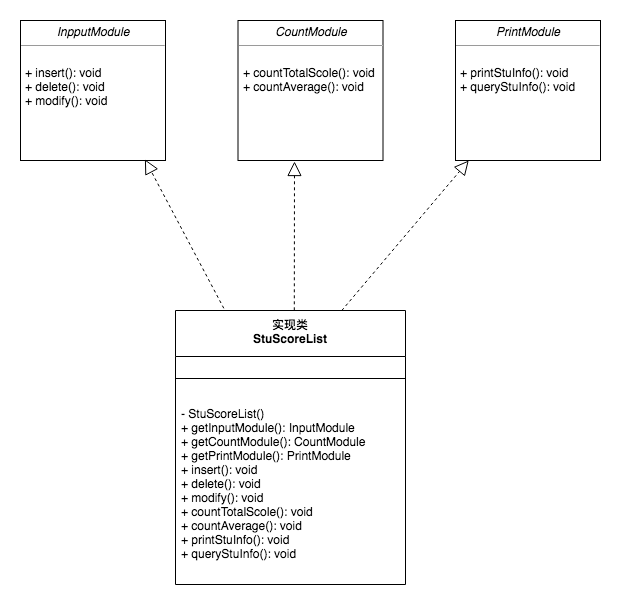 InpputModule
+ insert(): void
+ delete(): void
+ modify(): void
CountModule
+ countTotalScole(): void
+ countAverage(): void
PrintModule
+ printStuInfo(): void
+ queryStuInfo(): void
实现类
StuScoreList
- StuScoreList()
+ getInputModule(): InputModule
+ getCountModule(): CountModule
+ getPrintModule(): PrintModule
+ insert(): void
+ delete(): void
+ modify(): void
+ countTotalScole(): void
+ countAverage(): void
+ printStuInfo(): void
+ queryStuInfo(): void